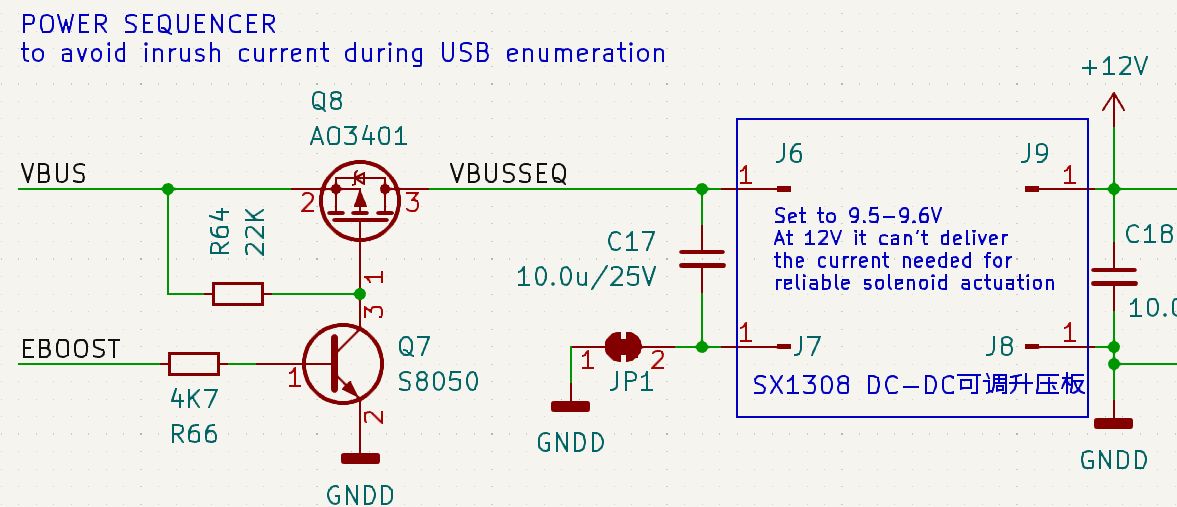 POWER SEQUENCER
to avoid inrush current during USB enumeration
+12V
Q8
AO3401
VBUS
VBUSSEQ
2
3
1
R64
22K
J6
1
J9
1
Set to 9.5-9.6V
At 12V it can't deliver
the current needed for
reliable solenoid actuation
C17
10.0u/25V
C18
10.0
EBOOST
4K7
R66
3
1
2
Q7
S8050
GNDD
1
2
JP1
GNDD
1
J7
J8
1
SX1308 DC-DC可调升压板
GNDD